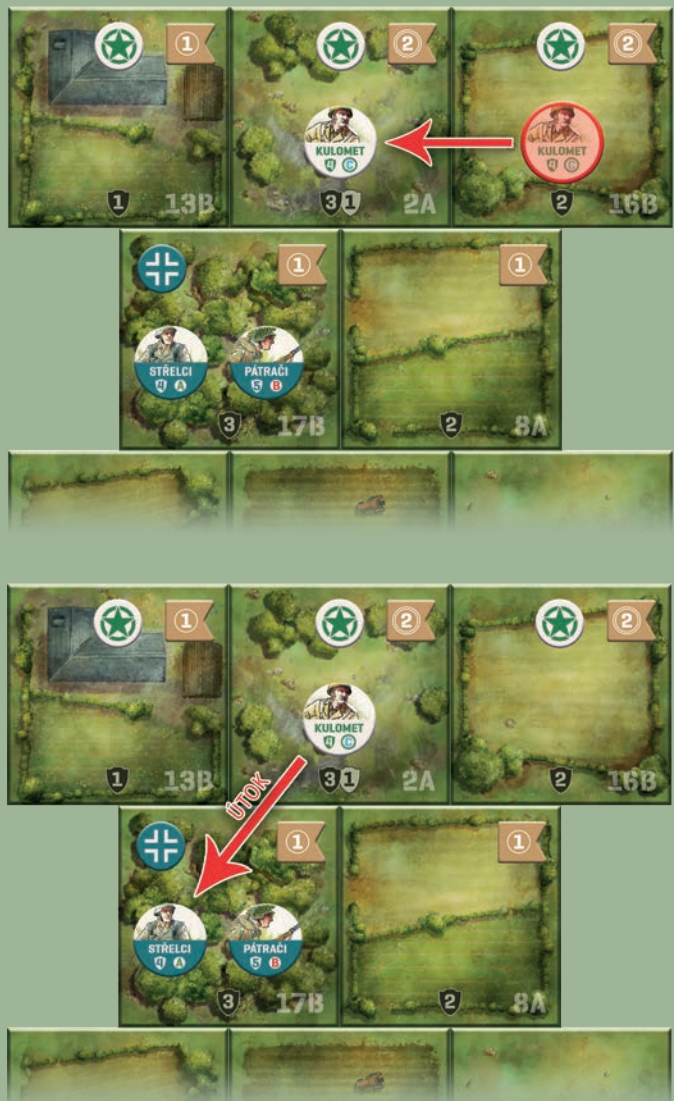 1 2 2
KULOMET KULOMET
4 C 4 C
1 13B 3 1 2A 2 16B
1 1
STŘELCI PÁTRAČI
4 A 5 B
3 17B 2 8A
1 2 2
KULOMET
4 C
1 13B 3 1 2A 2 16B
ÚTOK
1 1
STŘELCI PÁTRAČI
4 A 5 B
3 17B 2 8A